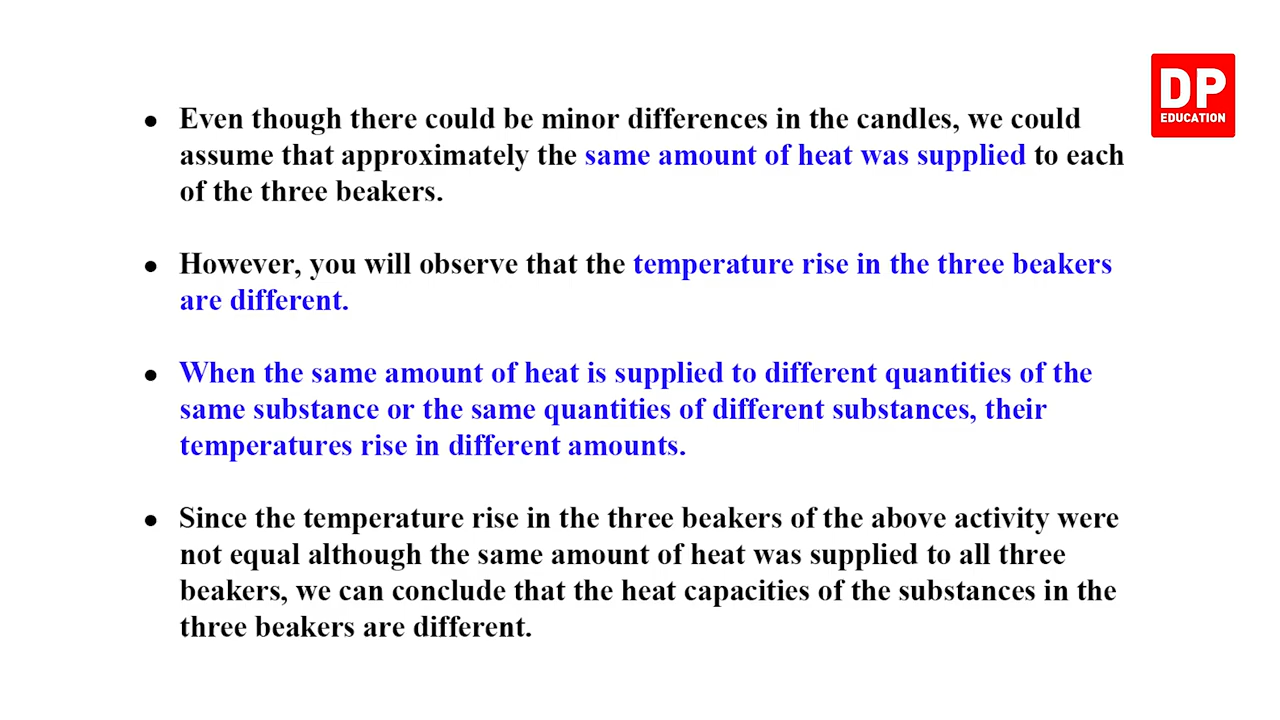 DP
EDUCATION
• Even though there could be minor differences in the candles, we could
assume that approximately the same amount of heat was supplied to each
of the three beakers.
• However, you will observe that the temperature rise in the three beakers
are different.
• When the same amount of heat is supplied to different quantities of the
same substance or the same quantities of different substances, their
temperatures rise in different amounts.
• Since the temperature rise in the three beakers of the above activity were
not equal although the same amount of heat was supplied to all three
beakers, we can conclude that the heat capacities of the substances in the
three beakers are different.